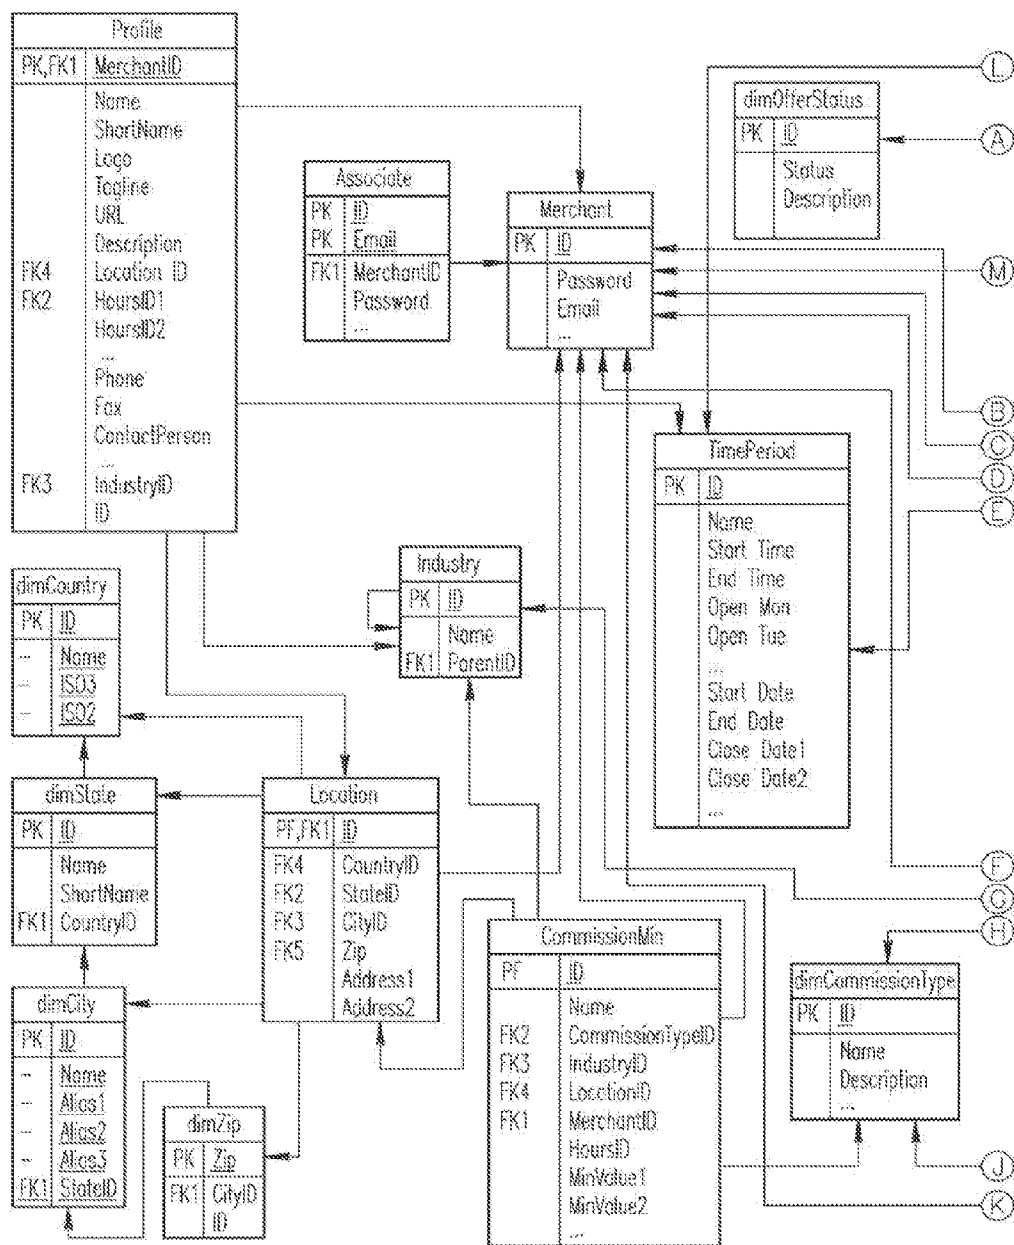 Profile
PK,FK1 MerchantID
Name
ShortName
Logo
Tagline
URL
Description
FK4 Location ID
FK2 HoursID1
HoursID2
...
Phone
Fax
ContactPerson
...
FK3 IndustryID
ID
Associate
PK ID
PK Email
FK1 MerchantID
Password
...
Merchant
PK ID
Password
Email
...
dimOfferStatus
PK ID
Status
Description
L
A
M
B
C
D
E
TimePeriod
PK ID
Name
Start Time
End Time
Open Mon
Open Tue
...
Start Date
End Date
Close Date1
Close Date2
...
Industry
PK ID
Name
FK1 ParentID
dimCountry
PK ID
-- Name
-- ISO3
-- ISO2
dimState
PK ID
Name
ShortName
FK1 CountryID
Location
PF,FK1 ID
FK4 CountryID
FK2 StateID
FK3 CityID
FK5 Zip
Address1
Address2
F
G
H
CommissionMin
PF ID
Name
FK2 CommissionTypeID
FK3 IndustryID
FK4 LocationID
FK1 MerchantID
HoursID
MinValue1
MinValue2
...
dimCommissionType
PK ID
Name
Description
...
dimCity
PK ID
-- Name
-- Alias1
-- Alias2
-- Alias3
FK1 StateID
dimZip
PK Zip
FK1 CityID
ID
J
K